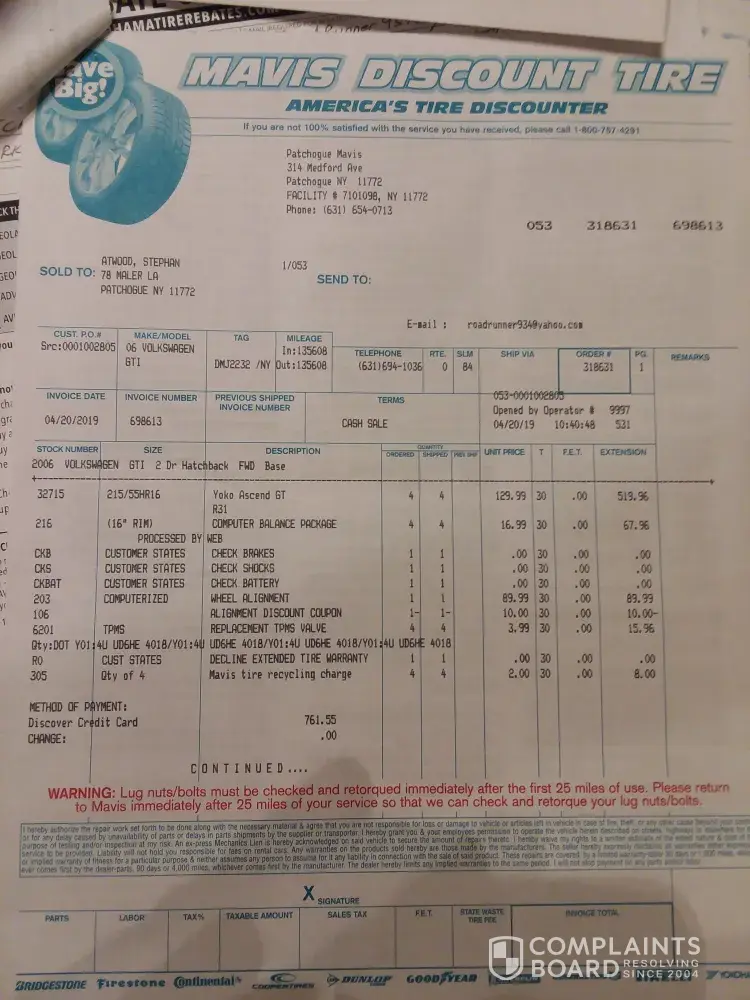 HAMATIREREBATES.CO
Save
Big!
MAVIS DISCOUNT TIRE
AMERICA'S TIRE DISCOUNTER
If you are not 100% satisfied with the service you have received, please call 1-800-757-4291
Patchogue Mavis
314 Medford Ave
Patchogue NY 11772
FACILITY # 7101098, NY 11772
Phone: (631) 654-0713
053 318631 698613
SOLD TO: ATWOOD, STEPHAN 1/053
78 MALER LA
PATCHOGUE NY 11772
SEND TO:
E-mail : roadrunner934@yahoo.com
CUST. P.O.# MAKE/MODEL TAG MILEAGE TELEPHONE RTE. SLM SHIP VIA ORDER # PG. REMARKS
Src:0001002805 06 VOLKSWAGEN GTI DMJ2232 /NY In:135608 Out:135608 (631)694-1036 0 84 318631 1
INVOICE DATE INVOICE NUMBER PREVIOUS SHIPPED INVOICE NUMBER TERMS
053-0001002805
Opened by Operator # 9997
04/20/2019 698613 CASH SALE 04/20/19 10:40:48 531
STOCK NUMBER SIZE DESCRIPTION QUANTITY ORDERED SHIPPED UNIT PRICE T F.E.T. EXTENSION
2006 VOLKSWAGEN GTI 2 Dr Hatchback FWD Base
32715 215/55HR16 Yoko Ascend GT 4 4 129.99 30 .00 519.96
R31
216 (16" RIM) COMPUTER BALANCE PACKAGE 4 4 16.99 30 .00 67.96
PROCESSED BY WEB
CKB CUSTOMER STATES CHECK BRAKES 1 1 .00 30 .00 .00
CKS CUSTOMER STATES CHECK SHOCKS 1 1 .00 30 .00 .00
CKBAT CUSTOMER STATES CHECK BATTERY 1 1 .00 30 .00 .00
203 COMPUTERIZED WHEEL ALIGNMENT 1 1 89.99 30 .00 89.99
106 ALIGNMENT DISCOUNT COUPON 1- 1- 10.00 30 .00 10.00-
6201 TPMS REPLACEMENT TPMS VALVE 4 4 3.99 30 .00 15.96
Qty:DOT Y01:4U UD6HE 4018/Y01:4U UD6HE 4018/Y01:4U UD6HE 4018/Y01:4U UD6HE 4018
RO CUST STATES DECLINE EXTENDED TIRE WARRANTY 1 1 .00 30 .00 .00
305 Qty of 4 Mavis tire recycling charge 4 4 2.00 30 .00 8.00
METHOD OF PAYMENT:
Discover Credit Card 761.55
CHANGE: .00
CONTINUED....
WARNING: Lug nuts/bolts must be checked and retorqued immediately after the first 25 miles of use. Please return
to Mavis immediately after 25 miles of your service so that we can check and retorque your lug nuts/bolts.
X SIGNATURE
PARTS LABOR TAX% TAXABLE AMOUNT SALES TAX F.E.T. STATE WASTE TIRE FEE INVOICE TOTAL
COMPLAINTS
BOARD RESOLVING SINCE 2004
BRIDGESTONE Firestone Continental COOPERTIRES DUNLOP GOODYEAR